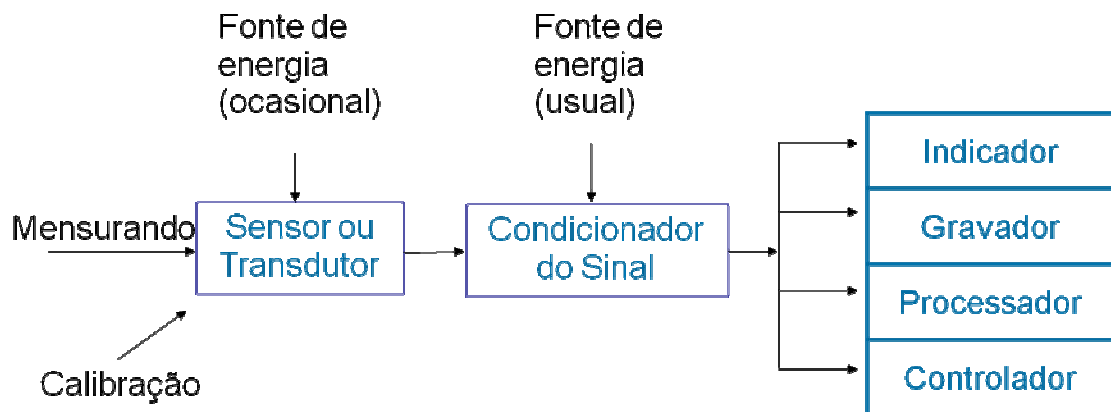 Fonte de
energia
(ocasional)
Fonte de
energia
(usual)
Mensurando
Sensor ou
Transdutor
Condicionador
do Sinal
Indicador
Gravador
Processador
Controlador
Calibração